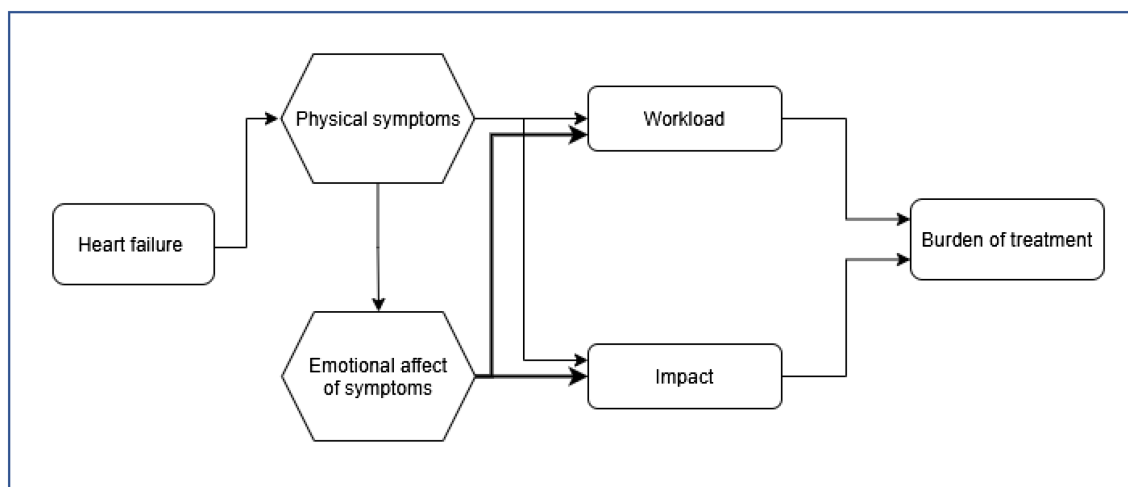 Physical symptoms
Workload
Heart failure
Burden of treatment
Emotional affect
of symptoms
Impact